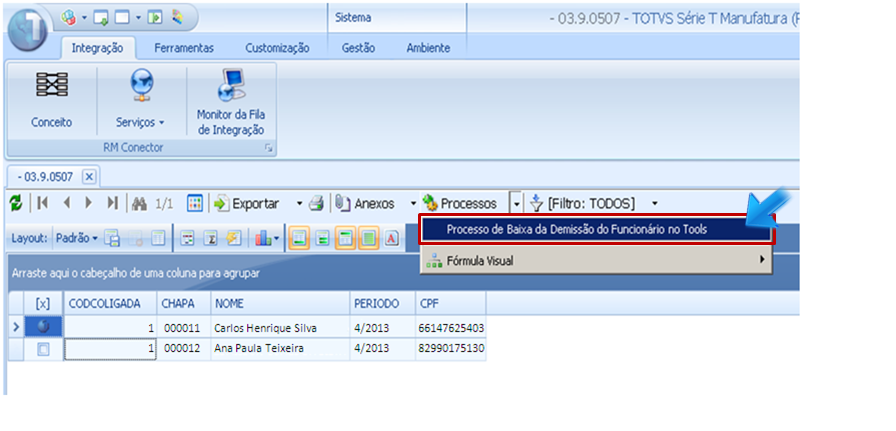 Sistema
- 03.9.0507 - TOTVS Série T Manufatura (F
Integração Ferramentas Customização Gestão Ambiente
Conceito
Serviços
Monitor da Fila
de Integração
RM Conector
- 03.9.0507
1/1 Exportar Anexos Processos [Filtro: TODOS]
Layout: Padrão
Processo de Baixa da Demissão do Funcionário no Tools
Fórmula Visual
Arraste aqui o cabeçalho de uma coluna para agrupar
[x] CODCOLIGADA CHAPA NOME PERIODO CPF
1 000011 Carlos Henrique Silva 4/2013 66147625403
1 000012 Ana Paula Teixeira 4/2013 82990175130